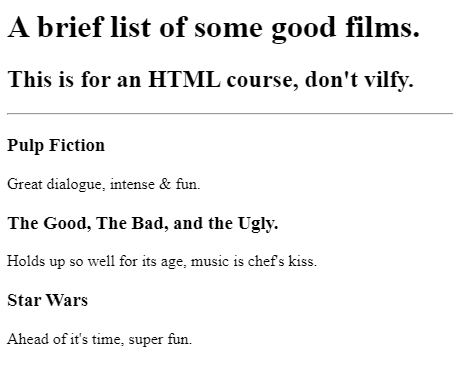 A brief list of some good films.
This is for an HTML course, don't vilfy.
Pulp Fiction
Great dialogue, intense & fun.
The Good, The Bad, and the Ugly.
Holds up so well for its age, music is chef's kiss.
Star Wars
Ahead of it's time, super fun.